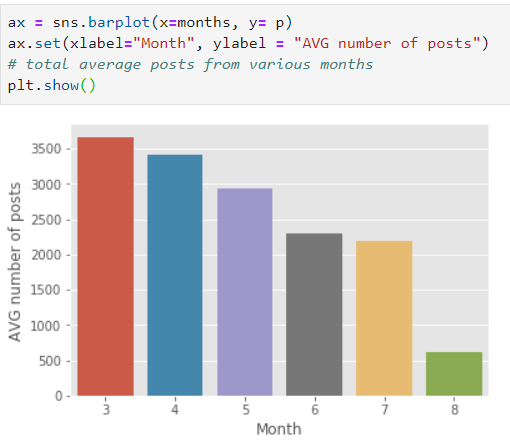 ax = sns.barplot(x=months, y= p)
ax.set(xlabel="Month", ylabel = "AVG number of posts")
# total average posts from various months
plt.show()
3500
3000
2500
2000
1500
1000
500
0
AVG number of posts
3 4 5 6 7 8
Month